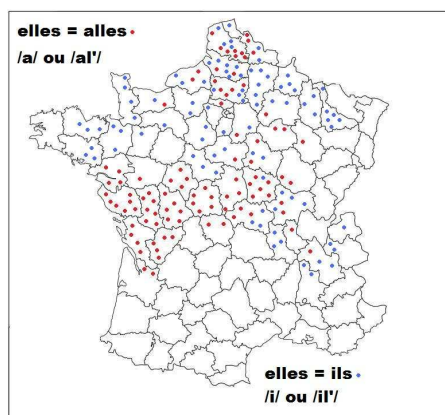 elles = alles
/a/ ou /al'/
elles = ils
/i/ ou /il'/